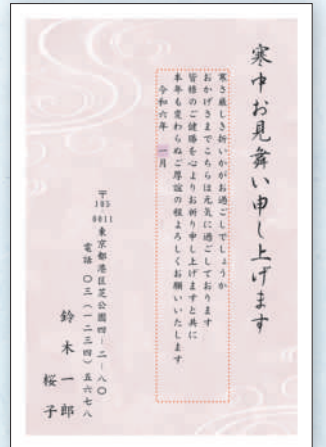 寒中お見舞い申し上げます
寒さ厳しき折いかがお過ごしでしょうか
おかげさまでこちらは元気に過ごしております
皆様のご健勝を心よりお祈り申し上げますと共に
本年も変わらぬご厚誼の程よろしくお願いいたします
令和六年 一月
〒105-0011 東京都港区芝公園四-二-八〇
電話 〇三(一二三四)五六七八
鈴木 一郎
桜子